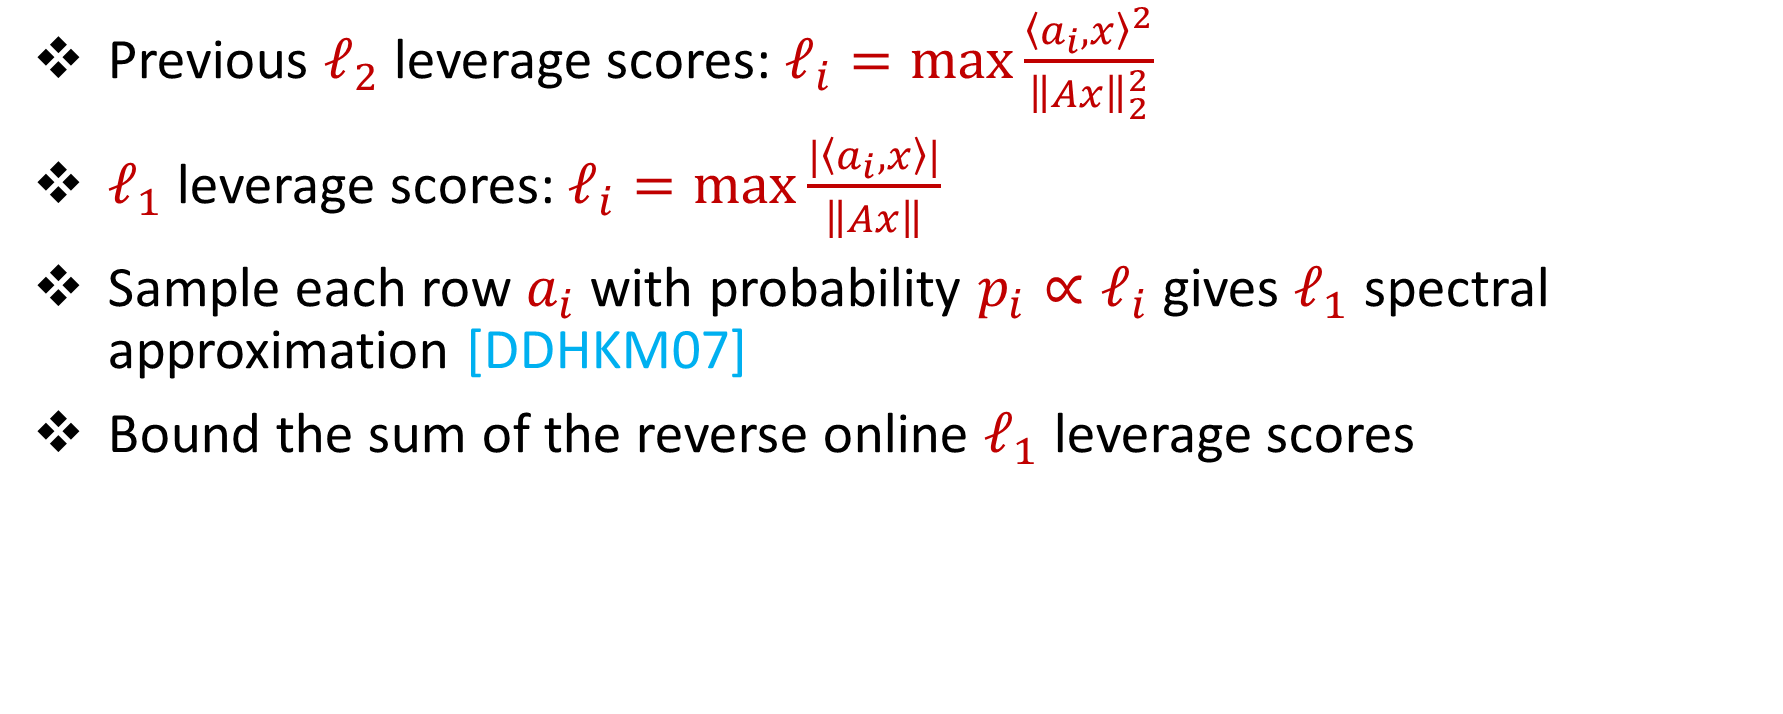 ❖ Previous ℓ₂ leverage scores: ℓᵢ = max ⟨aᵢ,x⟩² / ‖Ax‖₂²
❖ ℓ₁ leverage scores: ℓᵢ = max |⟨aᵢ,x⟩| / ‖Ax‖
❖ Sample each row aᵢ with probability pᵢ ∝ ℓᵢ gives ℓ₁ spectral
approximation [DDHKM07]
❖ Bound the sum of the reverse online ℓ₁ leverage scores